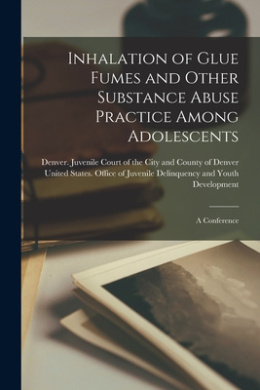 Inhalation of Glue
Fumes and Other
Substance Abuse
Practice Among
Adolescents
Denver. Juvenile Court of the City and County of Denver
United States. Office of Juvenile Delinquency and Youth
Development
A Conference